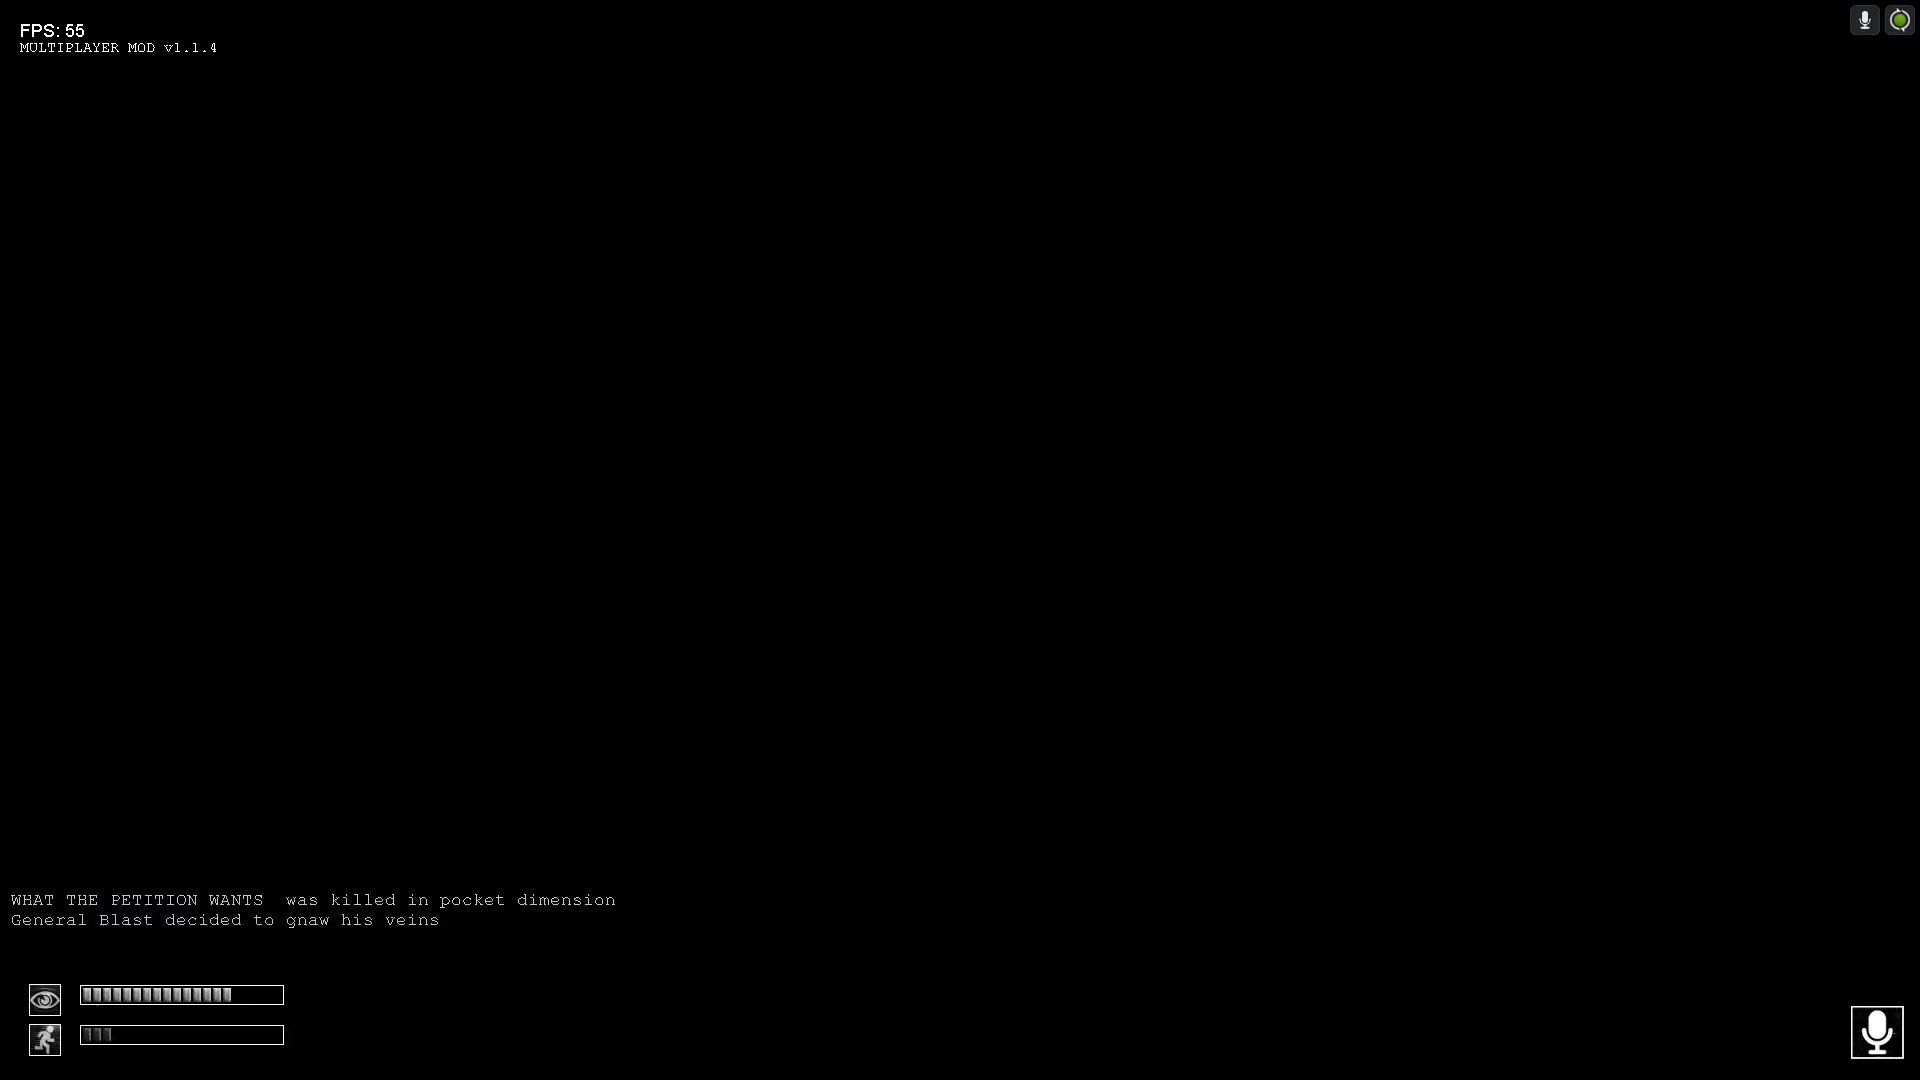 FPS: 55
MULTIPLAYER MOD v1.1.4
WHAT THE PETITION WANTS  was killed in pocket dimension
General Blast decided to gnaw his veins